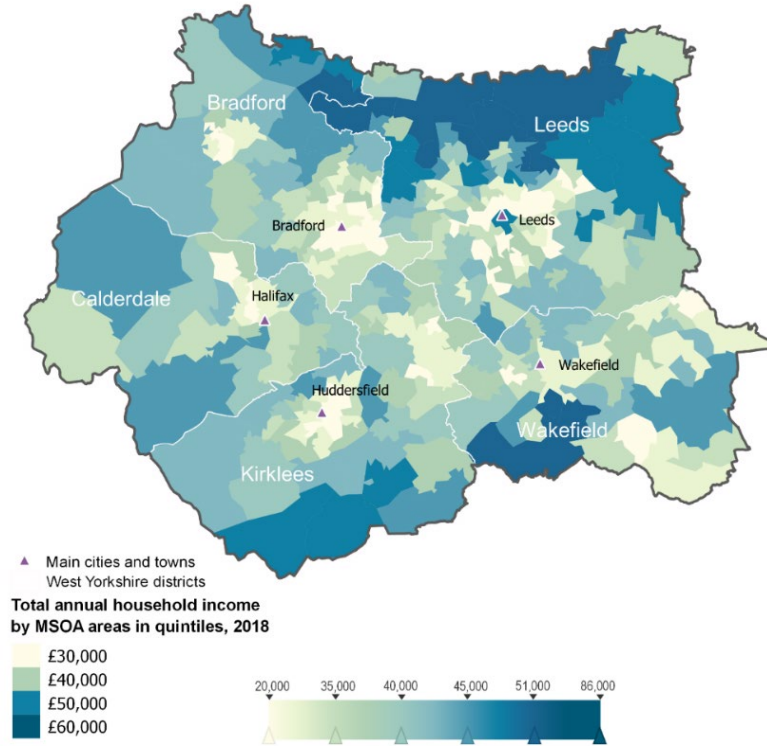 Bradford
Leeds
Bradford
Leeds
Calderdale
Halifax
Wakefield
Huddersfield
Wakefield
Kirklees
Main cities and towns
West Yorkshire districts
Total annual household income
by MSOA areas in quintiles, 2018
£30,000
£40,000
£50,000
£60,000
20,000 35,000 40,000 45,000 51,000 86,000